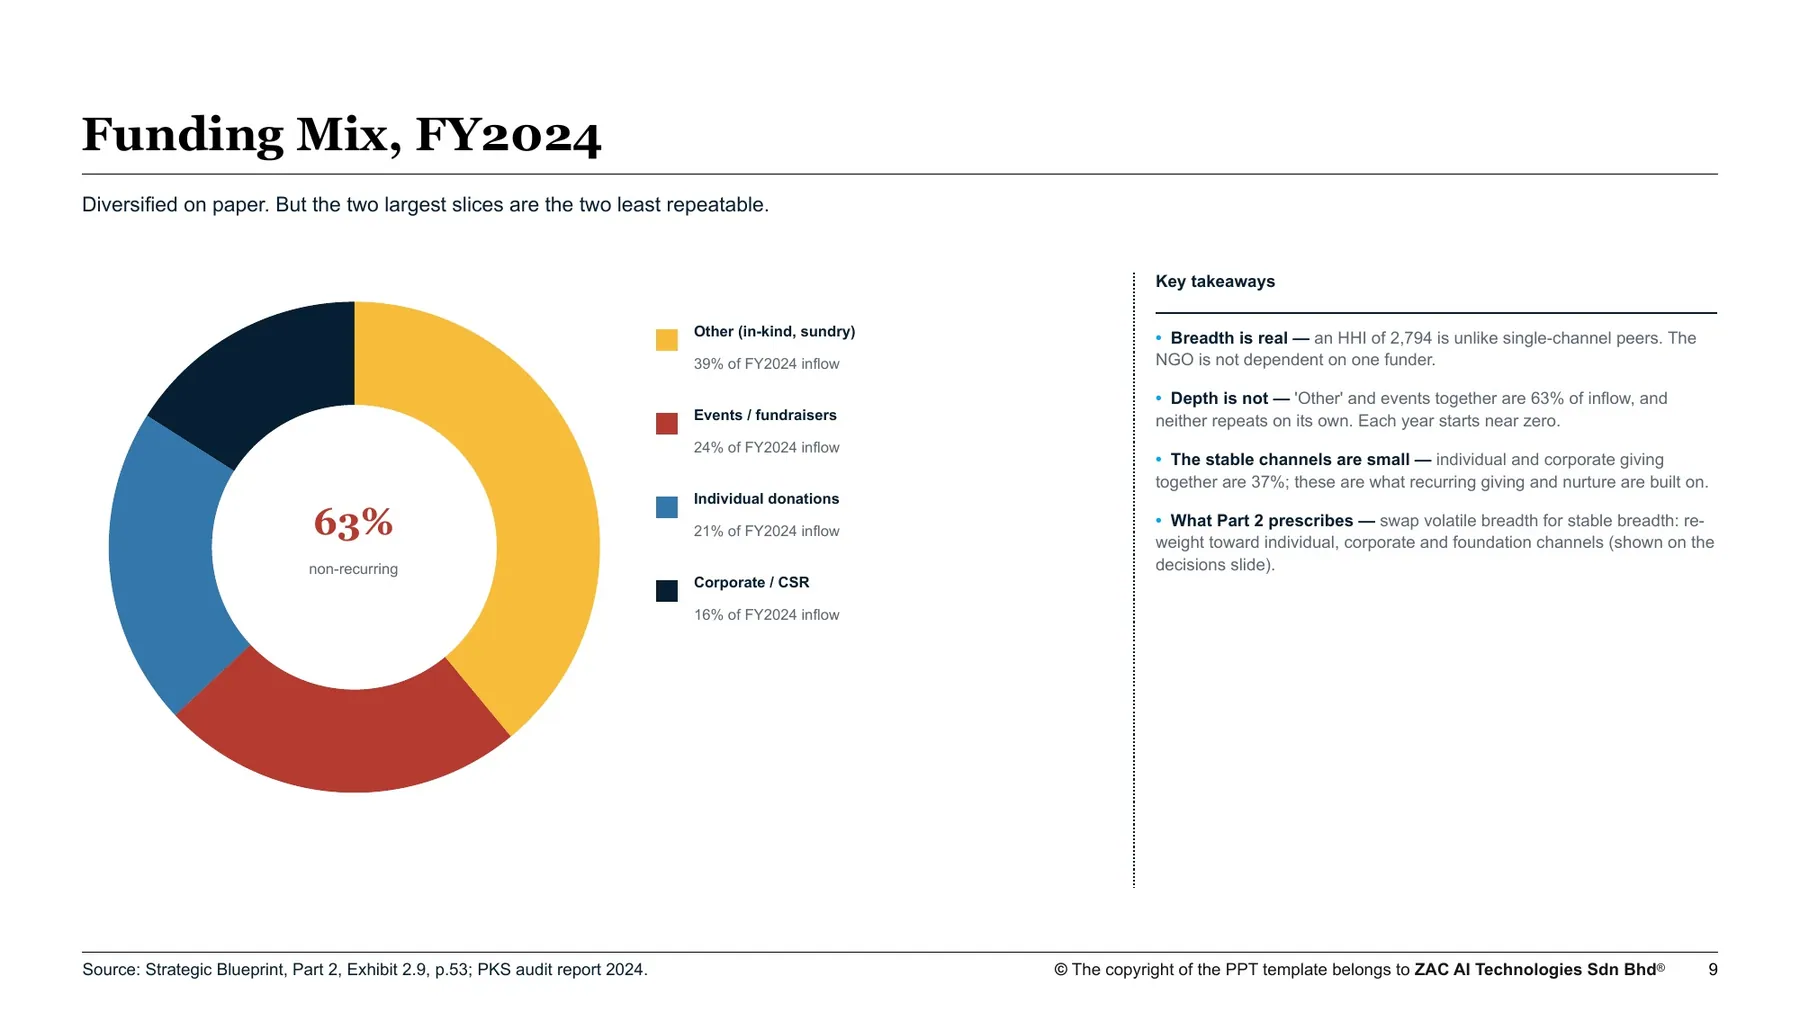 Funding Mix, FY2024
Diversified on paper. But the two largest slices are the two least repeatable.
63%
non-recurring
Other (in-kind, sundry)
39% of FY2024 inflow
Events / fundraisers
24% of FY2024 inflow
Individual donations
21% of FY2024 inflow
Corporate / CSR
16% of FY2024 inflow
Key takeaways
• Breadth is real — an HHI of 2,794 is unlike single-channel peers. The
NGO is not dependent on one funder.
• Depth is not — 'Other' and events together are 63% of inflow, and
neither repeats on its own. Each year starts near zero.
• The stable channels are small — individual and corporate giving
together are 37%; these are what recurring giving and nurture are built on.
• What Part 2 prescribes — swap volatile breadth for stable breadth: re-
weight toward individual, corporate and foundation channels (shown on the
decisions slide).
Source: Strategic Blueprint, Part 2, Exhibit 2.9, p.53; PKS audit report 2024.
© The copyright of the PPT template belongs to ZAC AI Technologies Sdn Bhd®
9